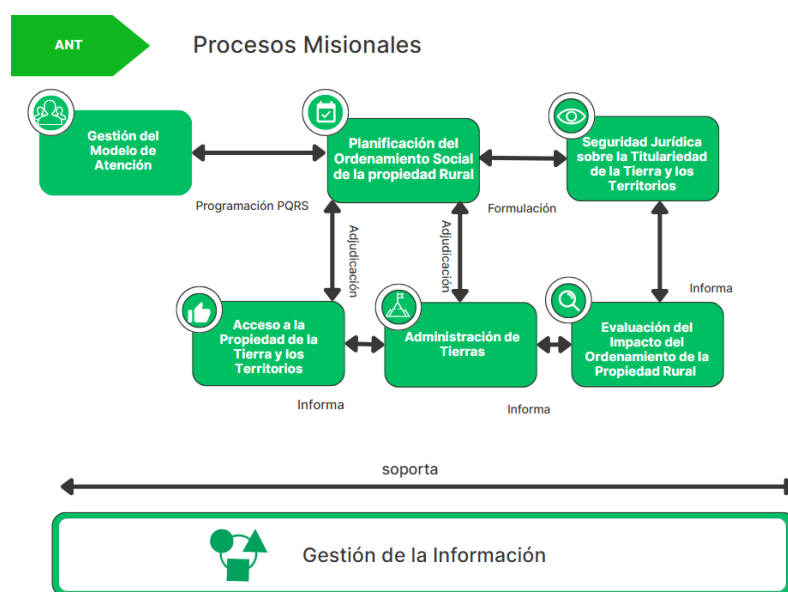 ANT
Procesos Misionales
Gestión del
Modelo de
Atención
Planificación del
Ordenamiento Social
de la propiedad Rural
Seguridad Jurídica
sobre la Titulariedad
de la Tierra y los
Territorios
Programación PQRS
Formulación
Adjudicación
Adjudicación
Informa
Acceso a la
Propiedad de la
Tierra y los
Territorios
Administración de
Tierras
Evaluación del
Impacto del
Ordenamiento de la
Propiedad Rural
Informa
Informa
soporta
Gestión de la Información